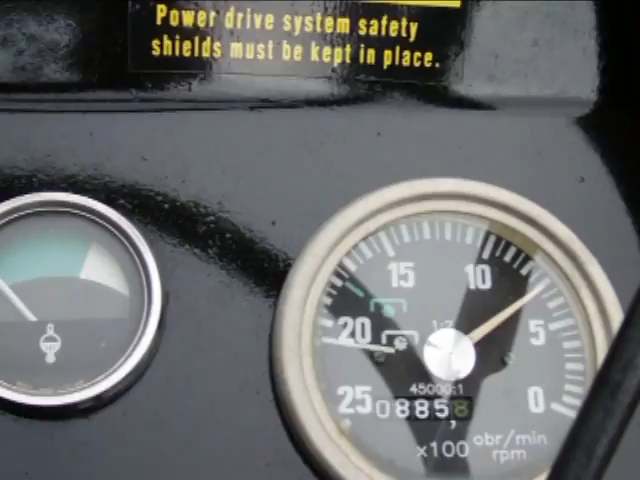 Power drive system safety
shields must be kept in place.
15
10
20
5
45000:1
25
0885,8
0
x100
obr/min
rpm